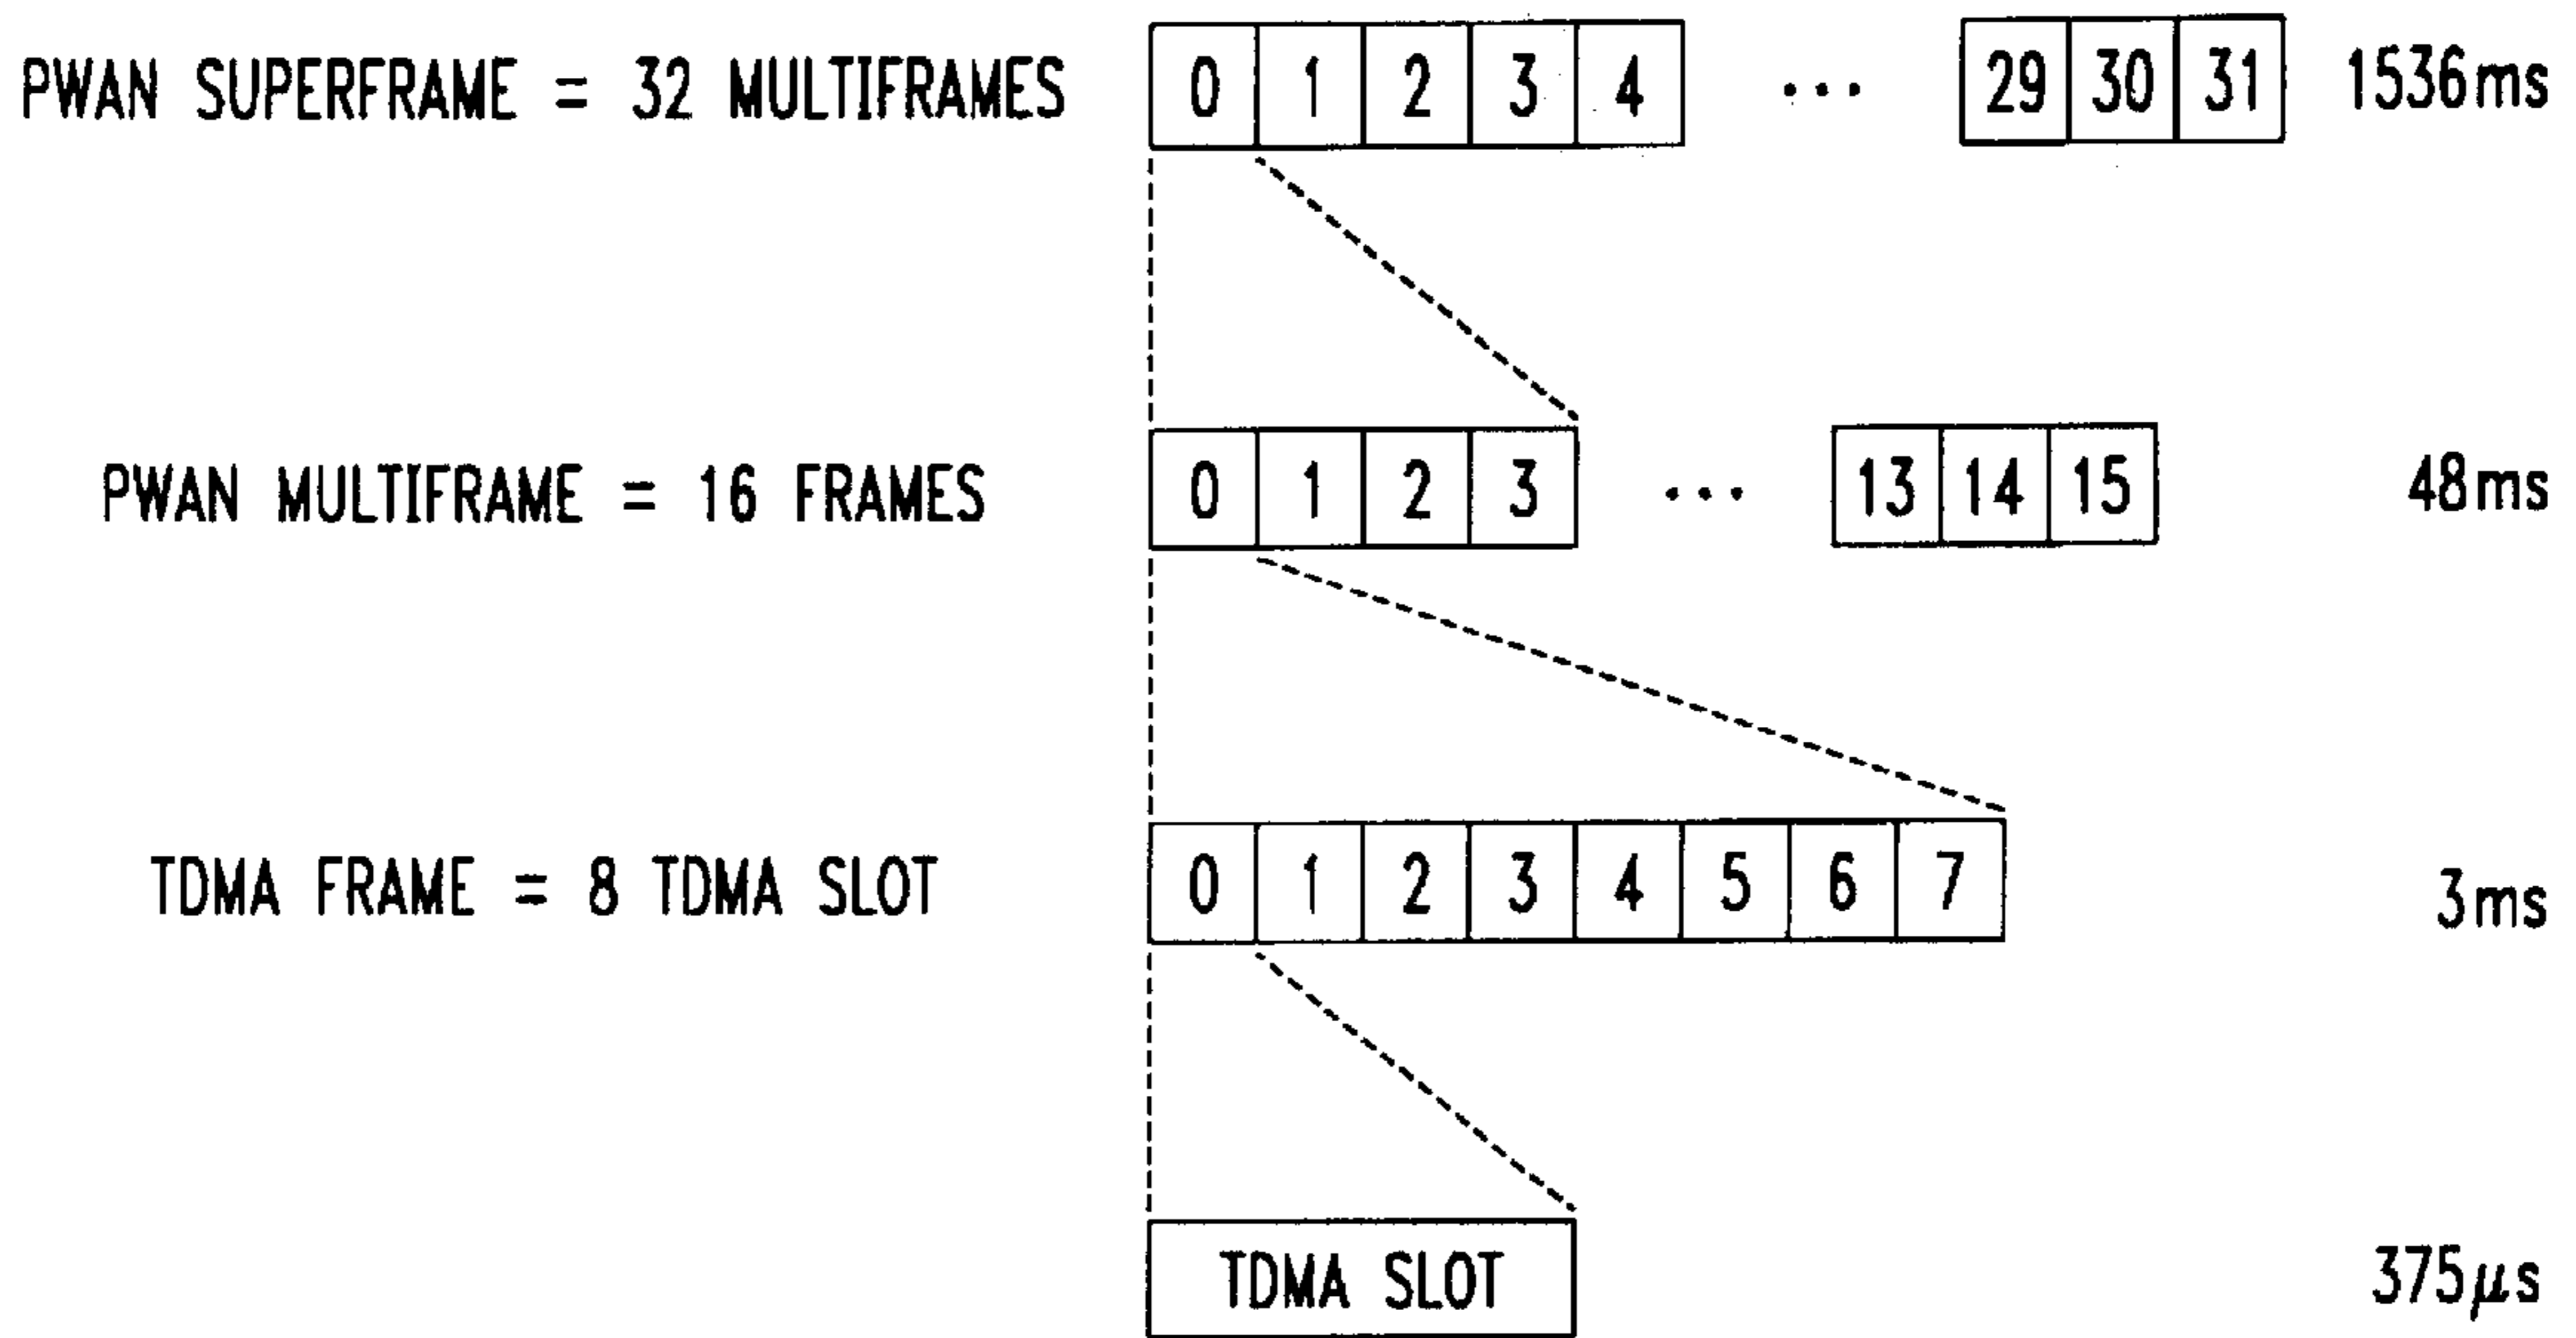 PWAN SUPERFRAME = 32 MULTIFRAMES 0 1 2 3 4 ... 29 30 31 1536ms
PWAN MULTIFRAME = 16 FRAMES 0 1 2 3 ... 13 14 15 48ms
TDMA FRAME = 8 TDMA SLOT 0 1 2 3 4 5 6 7 3ms
TDMA SLOT 375μs